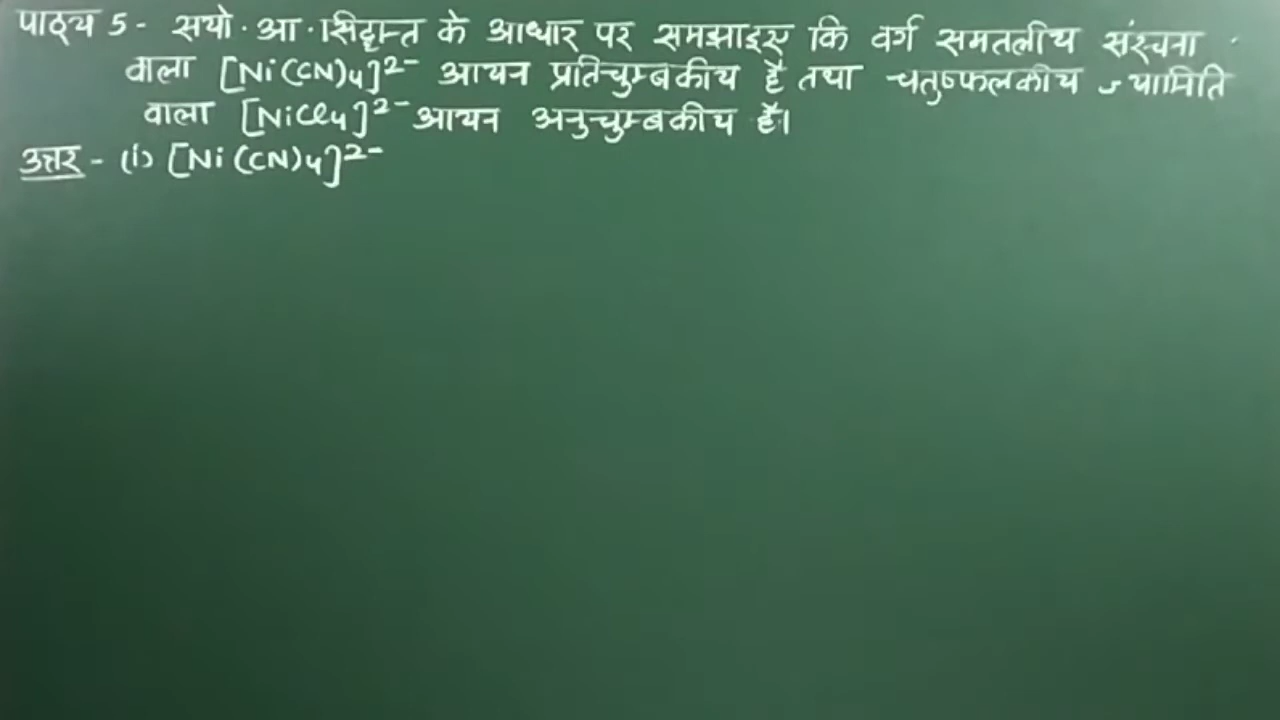 पाठ्य 5 - सयो. आ. सिद्धान्त के आधार पर समझाइए कि वर्ग समतलीय संरचना
वाला [Ni(CN)4]2- आयन प्रतिचुम्बकीय है तथा चतुष्फलकीय ज्यामिति
वाला [NiCl4]2- आयन अनुचुम्बकीय है।
उत्तर - (i) [Ni(CN)4]2-